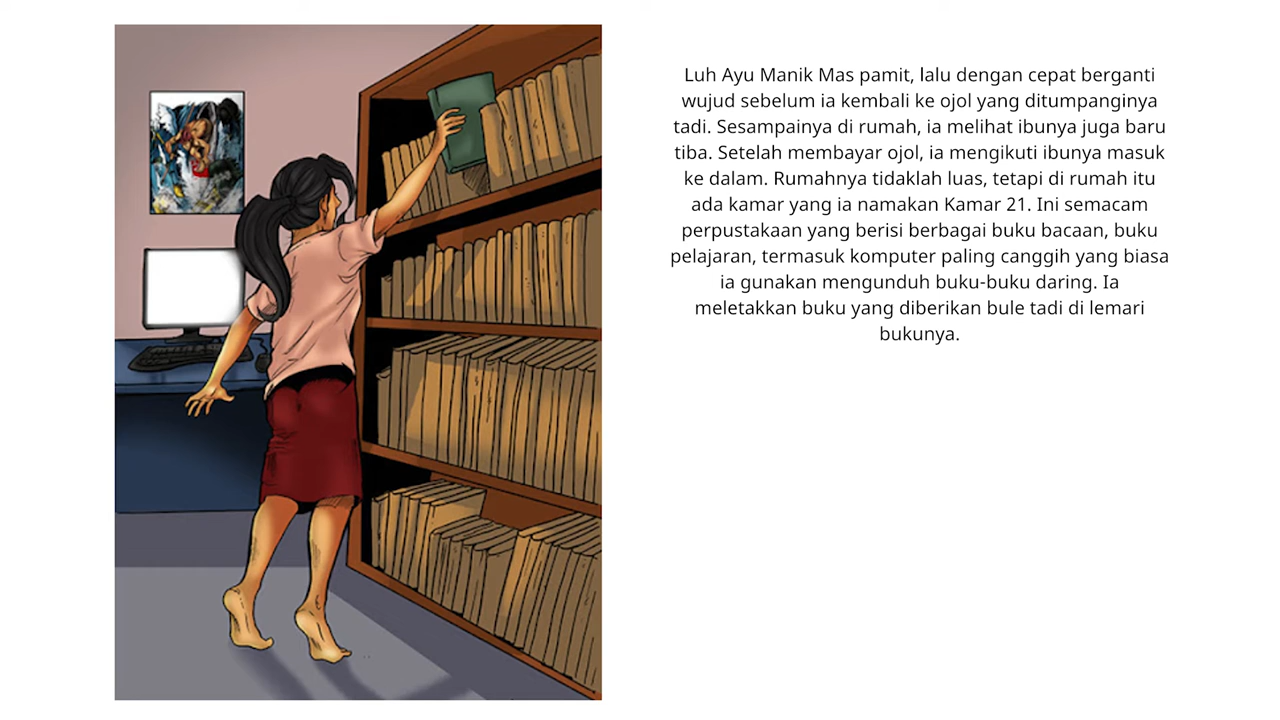 Luh Ayu Manik Mas pamit, lalu dengan cepat berganti
wujud sebelum ia kembali ke ojol yang ditumpanginya
tadi. Sesampainya di rumah, ia melihat ibunya juga baru
tiba. Setelah membayar ojol, ia mengikuti ibunya masuk
ke dalam. Rumahnya tidaklah luas, tetapi di rumah itu
ada kamar yang ia namakan Kamar 21. Ini semacam
perpustakaan yang berisi berbagai buku bacaan, buku
pelajaran, termasuk komputer paling canggih yang biasa
ia gunakan mengunduh buku-buku daring. Ia
meletakkan buku yang diberikan bule tadi di lemari
bukunya.